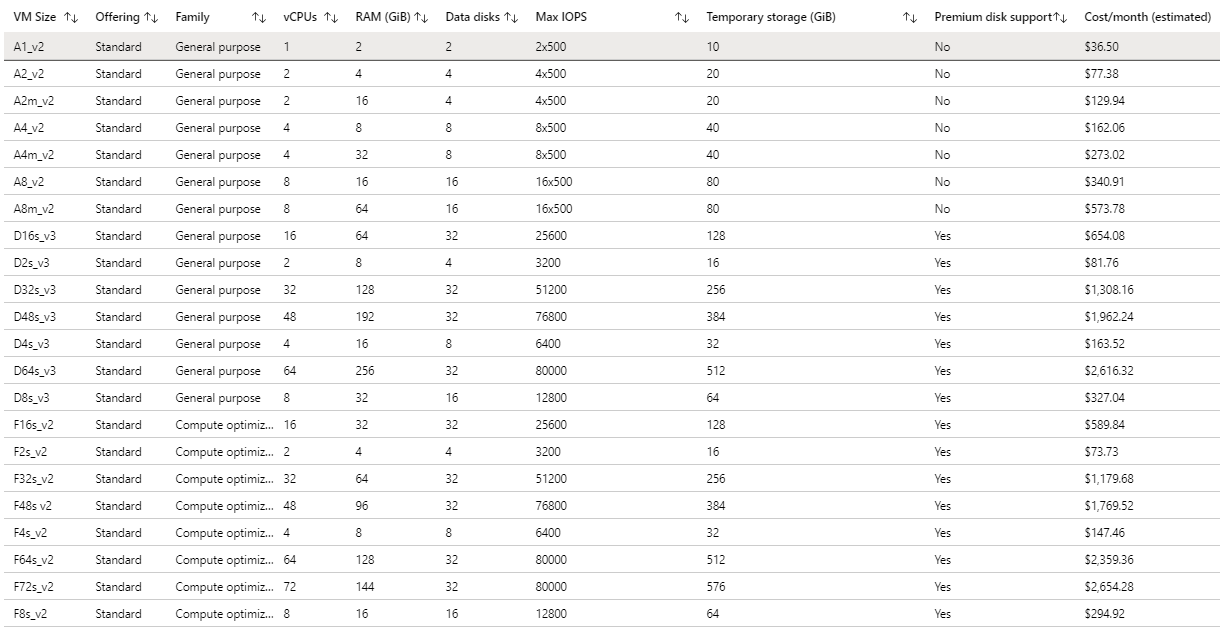 VM Size Offering Family vCPUs RAM (GiB) Data disks Max IOPS Temporary storage (GiB) Premium disk support Cost/month (estimated)
A1_v2 Standard General purpose 1 2 2 2x500 10 No $36.50
A2_v2 Standard General purpose 2 4 4 4x500 20 No $77.38
A2m_v2 Standard General purpose 2 16 4 4x500 20 No $129.94
A4_v2 Standard General purpose 4 8 8 8x500 40 No $162.06
A4m_v2 Standard General purpose 4 32 8 8x500 40 No $273.02
A8_v2 Standard General purpose 8 16 16 16x500 80 No $340.91
A8m_v2 Standard General purpose 8 64 16 16x500 80 No $573.78
D16s_v3 Standard General purpose 16 64 32 25600 128 Yes $654.08
D2s_v3 Standard General purpose 2 8 4 3200 16 Yes $81.76
D32s_v3 Standard General purpose 32 128 32 51200 256 Yes $1,308.16
D48s_v3 Standard General purpose 48 192 32 76800 384 Yes $1,962.24
D4s_v3 Standard General purpose 4 16 8 6400 32 Yes $163.52
D64s_v3 Standard General purpose 64 256 32 80000 512 Yes $2,616.32
D8s_v3 Standard General purpose 8 32 16 12800 64 Yes $327.04
F16s_v2 Standard Compute optimiz... 16 32 32 25600 128 Yes $589.84
F2s_v2 Standard Compute optimiz... 2 4 4 3200 16 Yes $73.73
F32s_v2 Standard Compute optimiz... 32 64 32 51200 256 Yes $1,179.68
F48s v2 Standard Compute optimiz... 48 96 32 76800 384 Yes $1,769.52
F4s_v2 Standard Compute optimiz... 4 8 8 6400 32 Yes $147.46
F64s_v2 Standard Compute optimiz... 64 128 32 80000 512 Yes $2,359.36
F72s_v2 Standard Compute optimiz... 72 144 32 80000 576 Yes $2,654.28
F8s_v2 Standard Compute optimiz... 8 16 16 12800 64 Yes $294.92